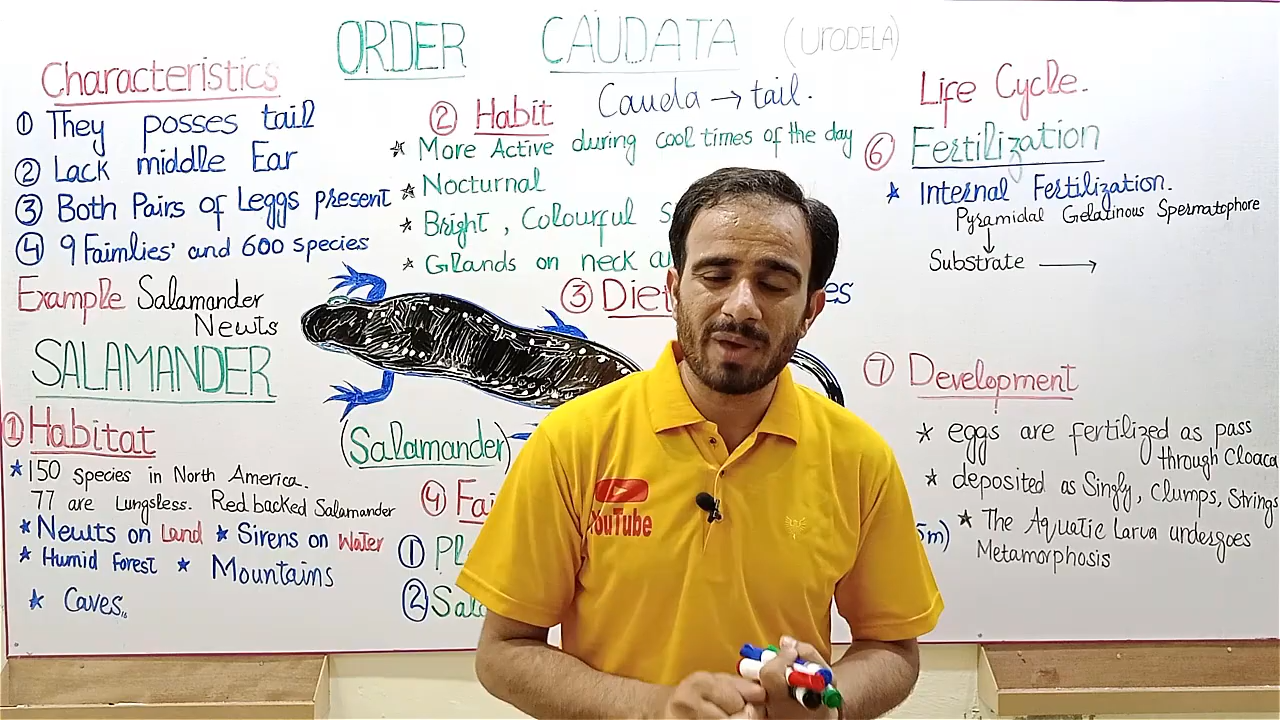 ORDER CAUDATA (UroDELA)
Cauda → tail.
Characteristics
① They posses tail
② Lack middle Ear
③ Both Pairs of Leggs present
④ 9 Faimlies' and 600 species
Example Salamander
Newts
SALAMANDER
① Habitat
* 150 species in North America.
77 are Lungsless. Red backed Salamander
* Newts on Land * Sirens on Water
* Humid forest * Mountains
* Caves
② Habit
* More Active during cool times of the day
* Nocturnal
* Bright, Colourful
* Glands on neck
③ Diet
(Salamander)
④
①
②
YouTube
Life Cycle.
⑥ Fertilization
* Internal Fertilization.
Pyramidal Gelatinous Spermatophore
↓
Substrate →
⑦ Development
* eggs are fertilized as pass
through Cloaca
* deposited as Singly, Clumps, Strings
* The Aquatic Larva undergoes
Metamorphosis